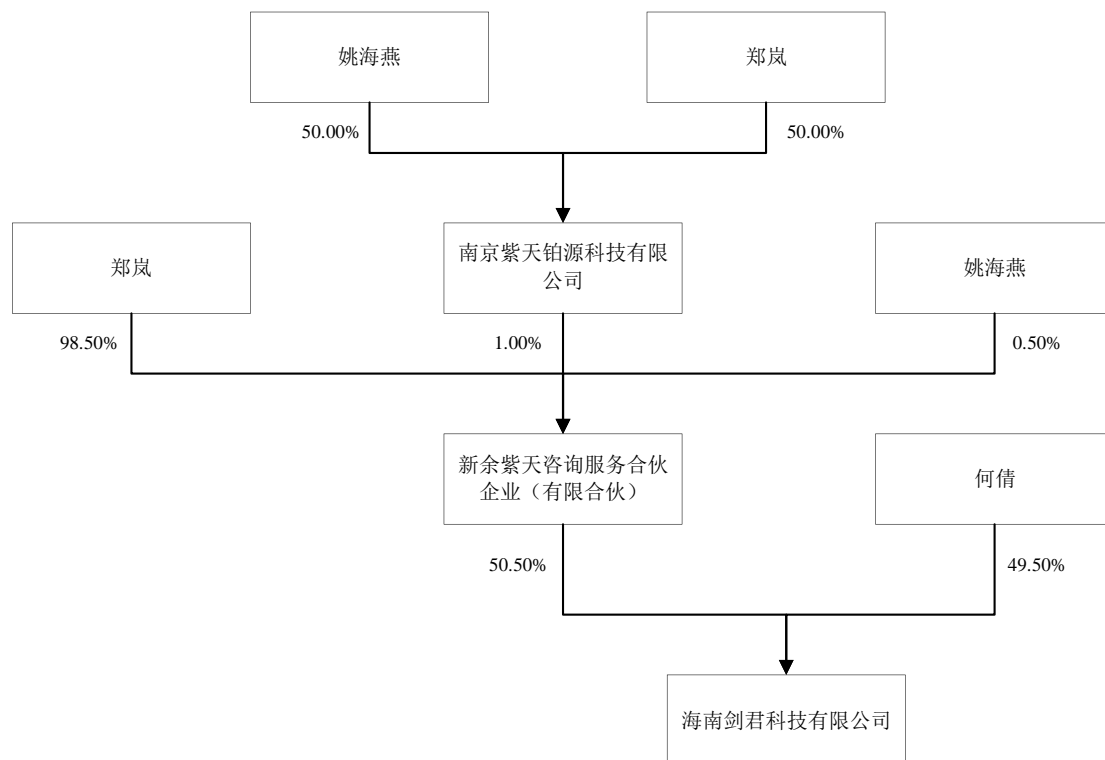 姚海燕
郑岚
50.00%
50.00%
郑岚
南京紫天铂源科技有限
公司
姚海燕
98.50%
1.00%
0.50%
新余紫天咨询服务合伙
企业（有限合伙）
何倩
50.50%
49.50%
海南剑君科技有限公司